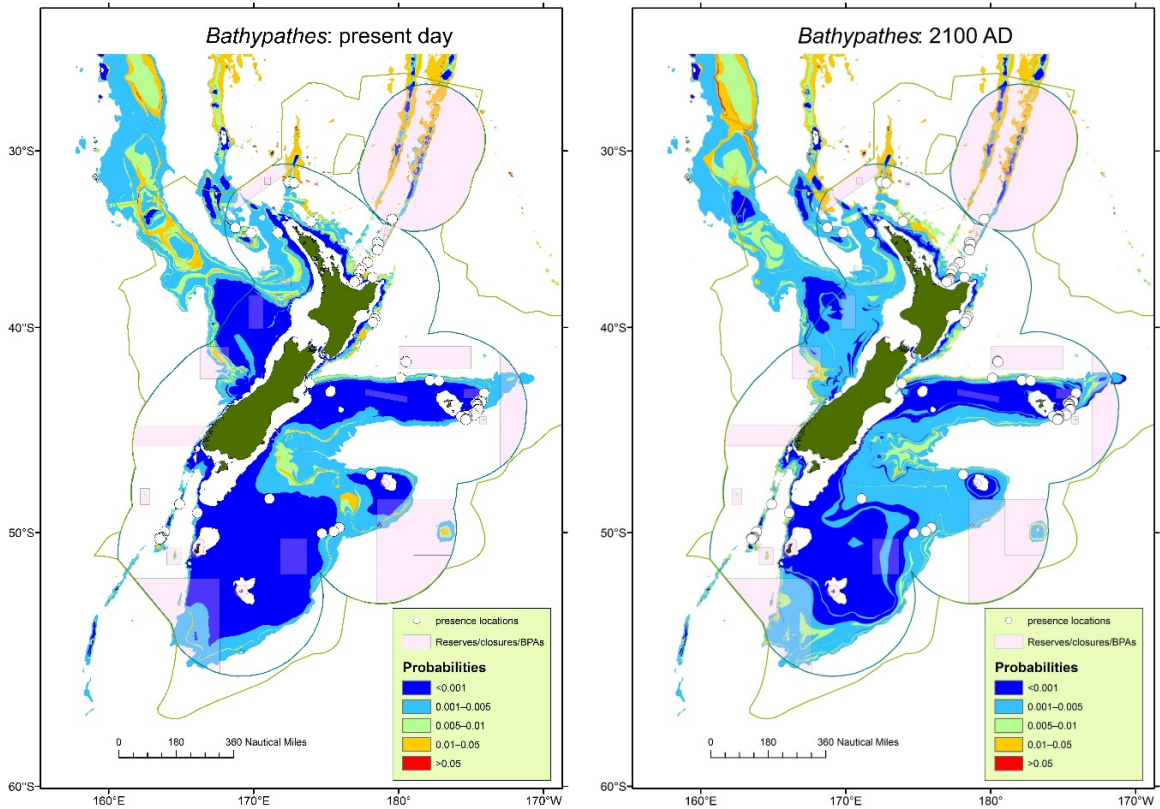 Bathypathes: present day
30°S
40°S
50°S
60°S
160°E
170°E
180°
170°W
0
180
360 Nautical Miles
presence locations
Reserves/closures/BPAs
Probabilities
<0.001
0.001–0.005
0.005–0.01
0.01–0.05
>0.05
Bathypathes: 2100 AD
30°S
40°S
50°S
60°S
160°E
170°E
180°
170°W
0
180
360 Nautical Miles
presence locations
Reserves/closures/BPAs
Probabilities
<0.001
0.001–0.005
0.005–0.01
0.01–0.05
>0.05